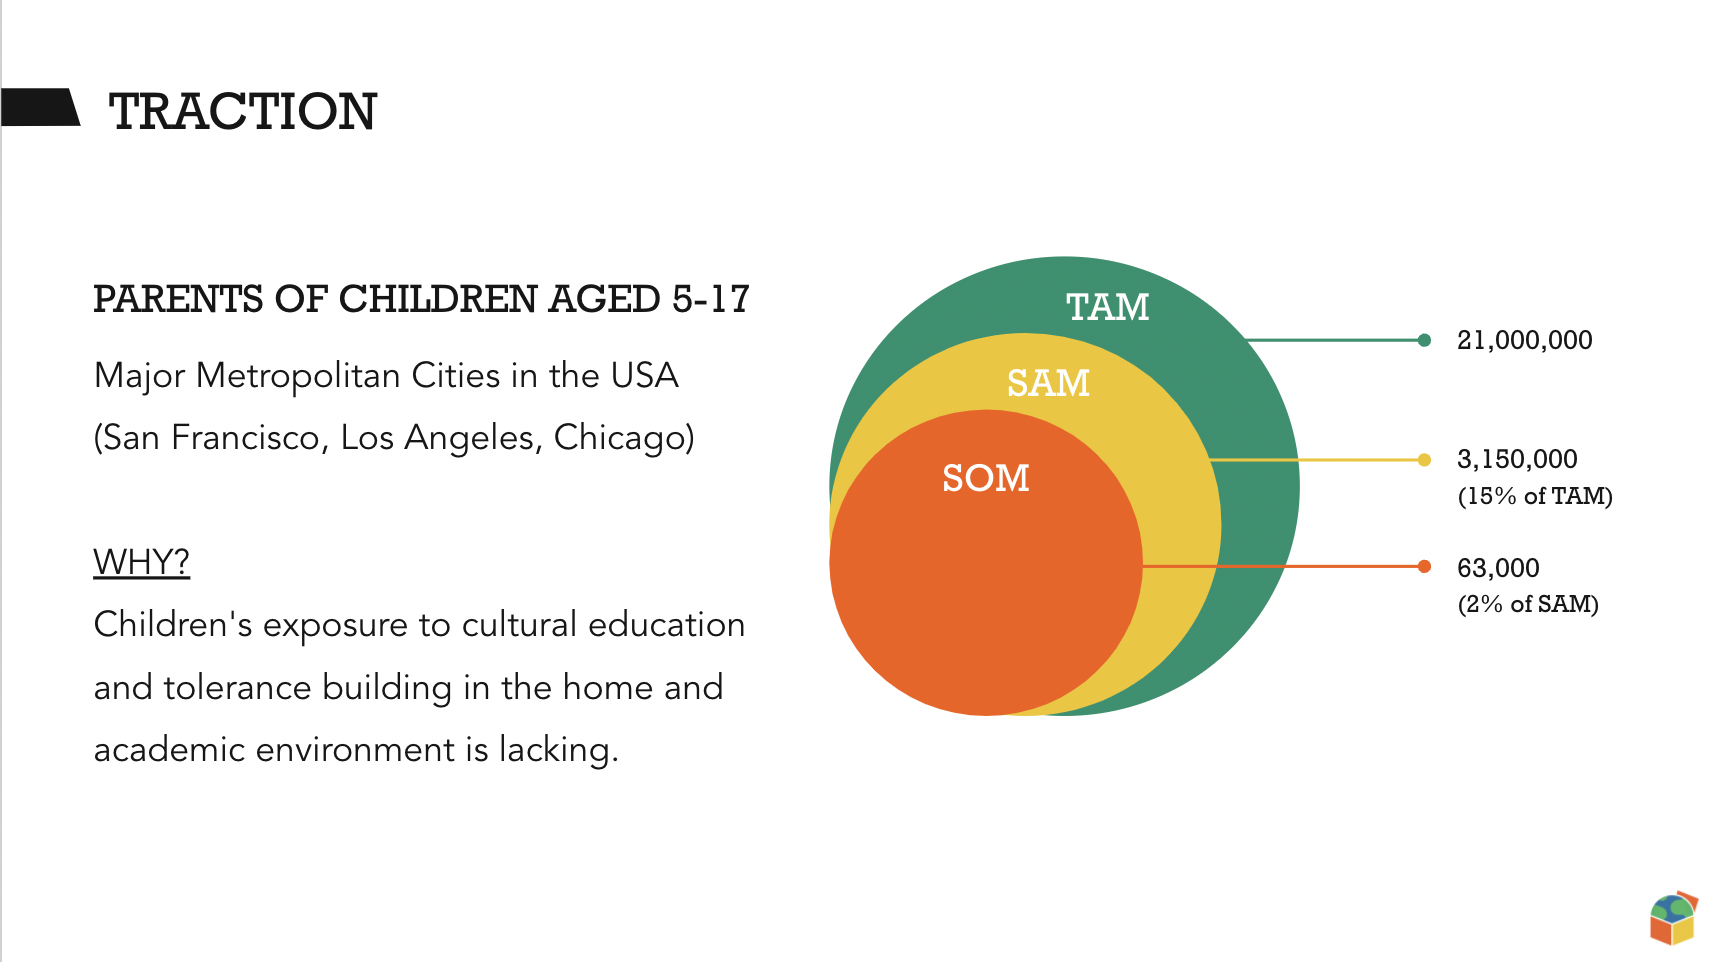 TRACTION
PARENTS OF CHILDREN AGED 5-17
Major Metropolitan Cities in the USA
(San Francisco, Los Angeles, Chicago)
WHY?
Children's exposure to cultural education
and tolerance building in the home and
academic environment is lacking.
TAM
SAM
SOM
21,000,000
3,150,000
(15% of TAM)
63,000
(2% of SAM)